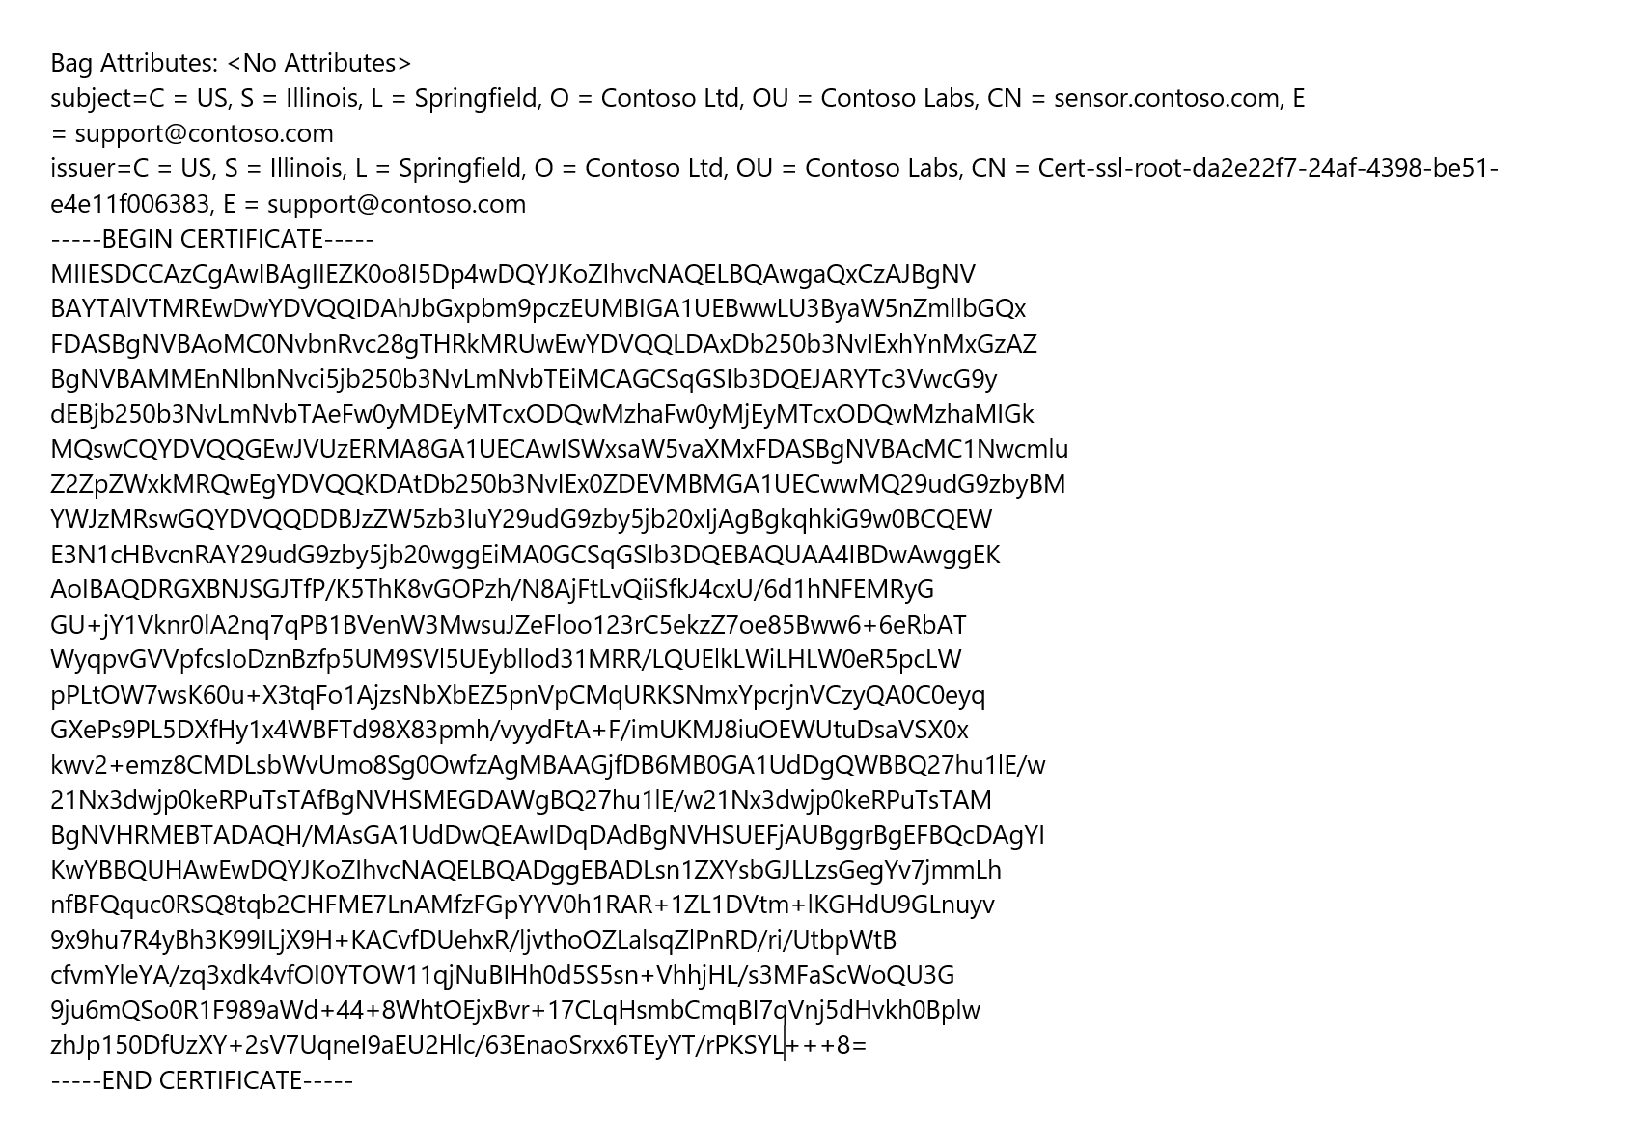 Bag Attributes: <No Attributes>
subject=C = US, S = Illinois, L = Springfield, O = Contoso Ltd, OU = Contoso Labs, CN = sensor.contoso.com, E
= support@contoso.com
issuer=C = US, S = Illinois, L = Springfield, O = Contoso Ltd, OU = Contoso Labs, CN = Cert-ssl-root-da2e22f7-24af-4398-be51-
e4e11f006383, E = support@contoso.com
-----BEGIN CERTIFICATE-----
MIIESDCCAzCgAwIBAgIIEZK0o8I5Dp4wDQYJKoZIhvcNAQELBQAwgaQxCzAJBgNV
BAYTAlVTMREwDwYDVQQIDAhJbGxpbm9pczEUMBIGA1UEBwwLU3ByaW5nZmllbGQx
FDASBgNVBAoMC0NvbnRvc28gTHRkMRUwEwYDVQQLDAxDb250b3NvIExhYnMxGzAZ
BgNVBAMMEnNlbnNvci5jb250b3NvLmNvbTEiMCAGCSqGSIb3DQEJARYTc3VwcG9y
dEBjb250b3NvLmNvbTAeFw0yMDEyMTcxODQwMzhaFw0yMjEyMTcxODQwMzhaMIGk
MQswCQYDVQQGEwJVUzERMA8GA1UECAwISWxsaW5vaXMxFDASBgNVBAcMC1Nwcmlu
Z2ZpZWxkMRQwEgYDVQQKDAtDb250b3NvIEx0ZDEVMBMGA1UECwwMQ29udG9zbyBM
YWJzMRswGQYDVQQDDBJzZW5zb3IuY29udG9zby5jb20xIjAgBgkqhkiG9w0BCQEW
E3N1cHBvcnRAY29udG9zby5jb20wggEiMA0GCSqGSIb3DQEBAQUAA4IBDwAwggEK
AoIBAQDRGXBNJSGJTfP/K5ThK8vGOPzh/N8AjFtLvQiiSfkJ4cxU/6d1hNFEMRyG
GU+jY1Vknr0lA2nq7qPB1BVenW3MwsuJZeFloo123rC5ekzZ7oe85Bww6+6eRbAT
WyqpvGVVpfcsIoDznBzfp5UM9SVl5UEybllod31MRR/LQUElkLWiLHLW0eR5pcLW
pPLtOW7wsK60u+X3tqFo1AjzsNbXbEZ5pnVpCMqURKSNmxYpcrjnVCzyQA0C0eyq
GXePs9PL5DXfHy1x4WBFTd98X83pmh/vyydFtA+F/imUKMJ8iuOEWUtuDsaVSX0x
kwv2+emz8CMDLsbWvUmo8Sg0OwfzAgMBAAGjfDB6MB0GA1UdDgQWBBQ27hu1lE/w
21Nx3dwjp0keRPuTsTAfBgNVHSMEGDAWgBQ27hu1lE/w21Nx3dwjp0keRPuTsTAM
BgNVHRMEBTADAQH/MAsGA1UdDwQEAwIDqDAdBgNVHSUEFjAUBggrBgEFBQcDAgYI
KwYBBQUHAwEwDQYJKoZIhvcNAQELBQADggEBADLsn1ZXYsbGJLLzsGegYv7jmmLh
nfBFQquc0RSQ8tqb2CHFME7LnAMfzFGpYYV0h1RAR+1ZL1DVtm+lKGHdU9GLnuyv
9x9hu7R4yBh3K99ILjX9H+KACvfDUehxR/ljvthoOZLalsqZlPnRD/ri/UtbpWtB
cfvmYleYA/zq3xdk4vfOI0YTOW11qjNuBIHh0d5S5sn+VhhjHL/s3MFaScWoQU3G
9ju6mQSo0R1F989aWd+44+8WhtOEjxBvr+17CLqHsmbCmqBI7qVnj5dHvkh0Bplw
zhJp150DfUzXY+2sV7UqneI9aEU2Hlc/63EnaoSrxx6TEyYT/rPKSYL+++8=
-----END CERTIFICATE-----